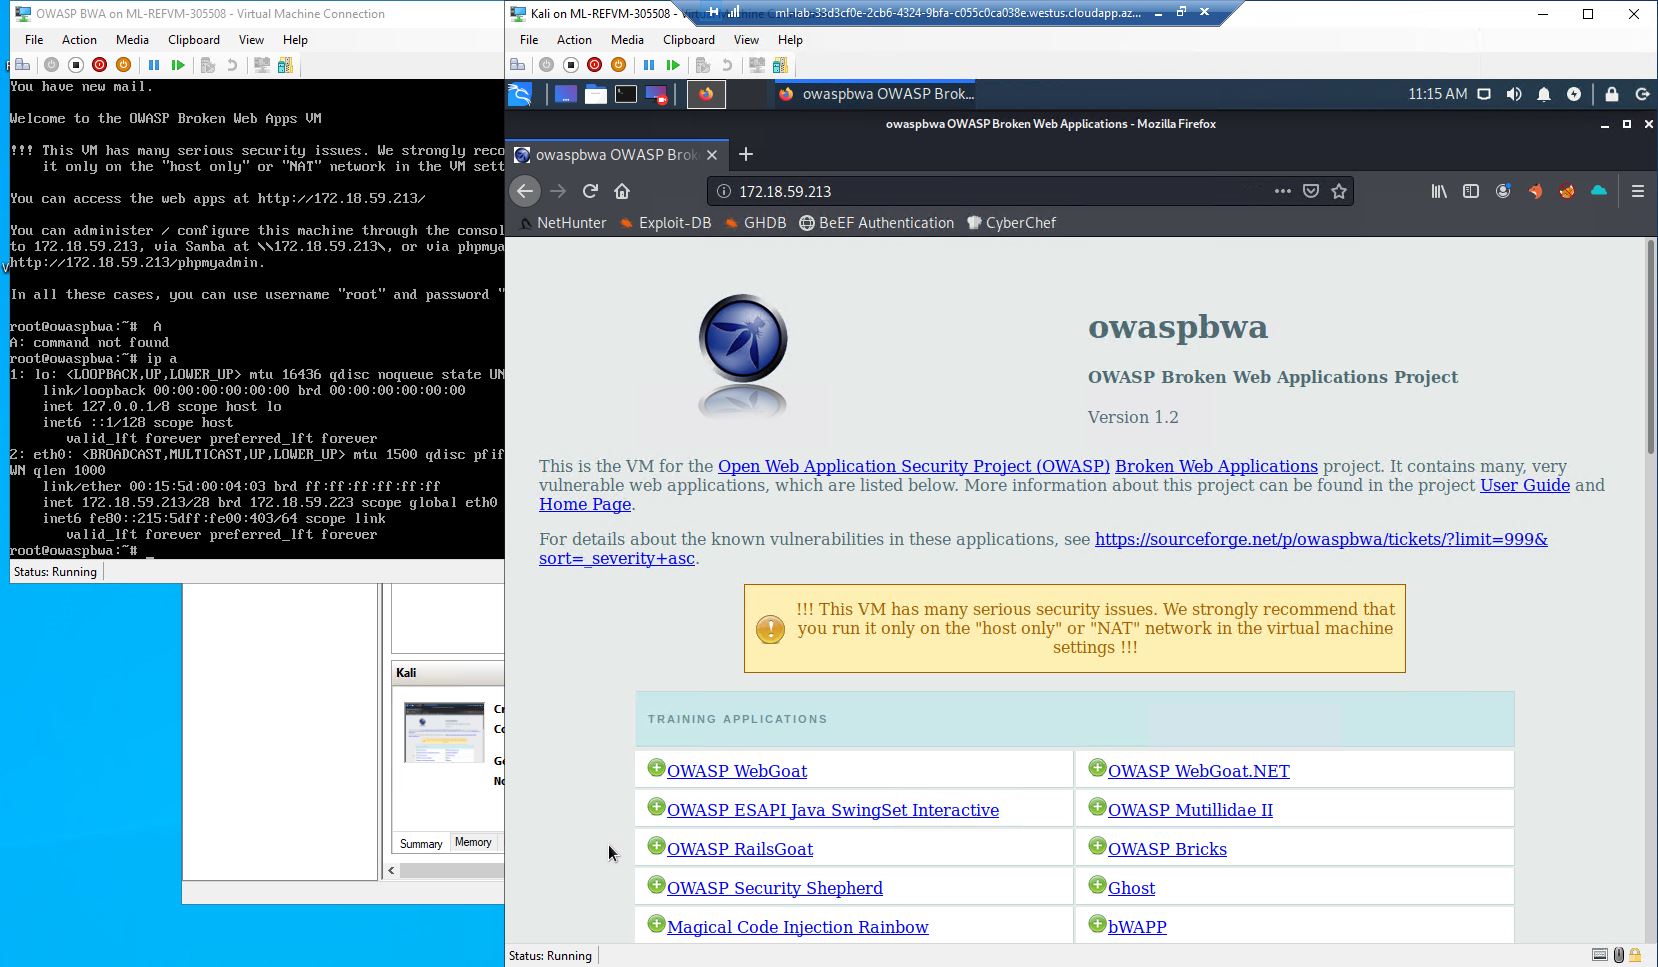 OWASP BWA on ML-REFVM-305508 - Virtual Machine Connection
File Action Media Clipboard View Help
You have new mail.
Welcome to the OWASP Broken Web Apps VM
!!! This VM has many serious security issues. We strongly reco
it only on the "host only" or "NAT" network in the VM sett
You can access the web apps at http://172.18.59.213/
You can administer / configure this machine through the consol
to 172.18.59.213, via Samba at \\172.18.59.213\, or via phpmya
http://172.18.59.213/phpmyadmin.
In all these cases, you can use username "root" and password "
root@owaspbwa:~# A
A: command not found
root@owaspbwa:~# ip a
1: lo: <LOOPBACK,UP,LOWER_UP> mtu 16436 qdisc noqueue state UN
link/loopback 00:00:00:00:00:00 brd 00:00:00:00:00:00
inet 127.0.0.1/8 scope host lo
inet6 ::1/128 scope host
valid_lft forever preferred_lft forever
2: eth0: <BROADCAST,MULTICAST,UP,LOWER_UP> mtu 1500 qdisc pfif
WN qlen 1000
link/ether 00:15:5d:00:04:03 brd ff:ff:ff:ff:ff:ff
inet 172.18.59.213/28 brd 172.18.59.223 scope global eth0
inet6 fe80::215:5dff:fe00:403/64 scope link
valid_lft forever preferred_lft forever
root@owaspbwa:~# _
Status: Running
Kali
Summary Memory
Kali on ML-REFVM-305508 -
ml-lab-33d3cf0e-2cb6-4324-9bfa-c055c0ca038e.westus.cloudapp.az...
File Action Media Clipboard View Help
owaspbwa OWASP Brok... 11:15 AM
owaspbwa OWASP Broken Web Applications - Mozilla Firefox
owaspbwa OWASP Brok
172.18.59.213
NetHunter Exploit-DB GHDB BeEF Authentication CyberChef
owaspbwa
OWASP Broken Web Applications Project
Version 1.2
This is the VM for the Open Web Application Security Project (OWASP) Broken Web Applications project. It contains many, very
vulnerable web applications, which are listed below. More information about this project can be found in the project User Guide and
Home Page.
For details about the known vulnerabilities in these applications, see https://sourceforge.net/p/owaspbwa/tickets/?limit=999&
sort=_severity+asc.
!!! This VM has many serious security issues. We strongly recommend that
you run it only on the "host only" or "NAT" network in the virtual machine
settings !!!
TRAINING APPLICATIONS
OWASP WebGoat OWASP WebGoat.NET
OWASP ESAPI Java SwingSet Interactive OWASP Mutillidae II
OWASP RailsGoat OWASP Bricks
OWASP Security Shepherd Ghost
Magical Code Injection Rainbow bWAPP
Status: Running